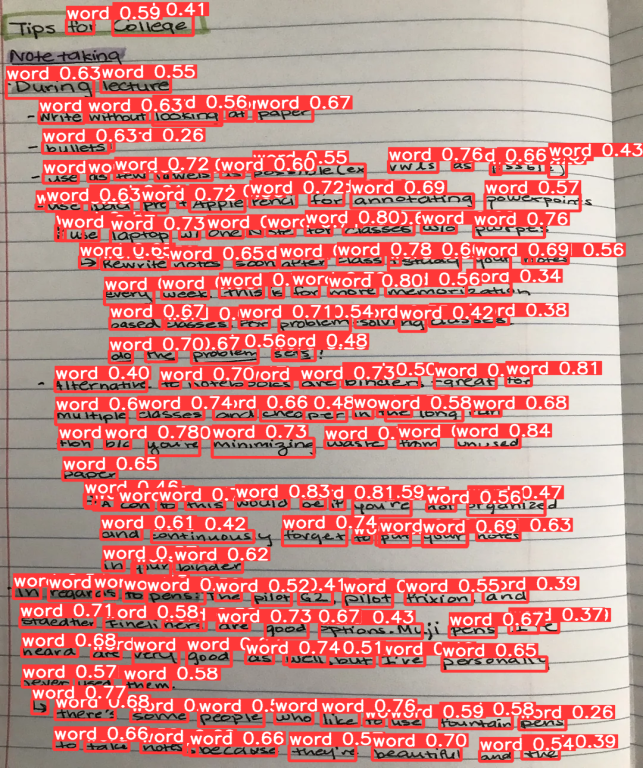 Tips for College
Note taking
During lecture
- Write without looking at paper
- bullets
- use as few vowels as possible (ex vwls as pssbl)
- use ipad pro + Apple Pencil for annotating powerpoints
use laptop w/ one Note for classes w/o
→ Rewrite notes soon after class + study your notes
every week, this is for more memorization
based classes. For problem solving classes
do the problem sets!
- Alternative to notebooks are binders, great for
multiple classes and cheaper in the long run
b/c you're minimizing waste from unused
paper
A con to this would be if you're not organized
and continuously forget to put your notes
in your binder
- In regards to pens: The pilot G2, pilot frixion, and
staedtler fineliners are good options. Muji pens I've
heard are very good as well, but I've personally
never used them.
↳ there's some people who like to use fountain pens
to take notes because they're beautiful and the